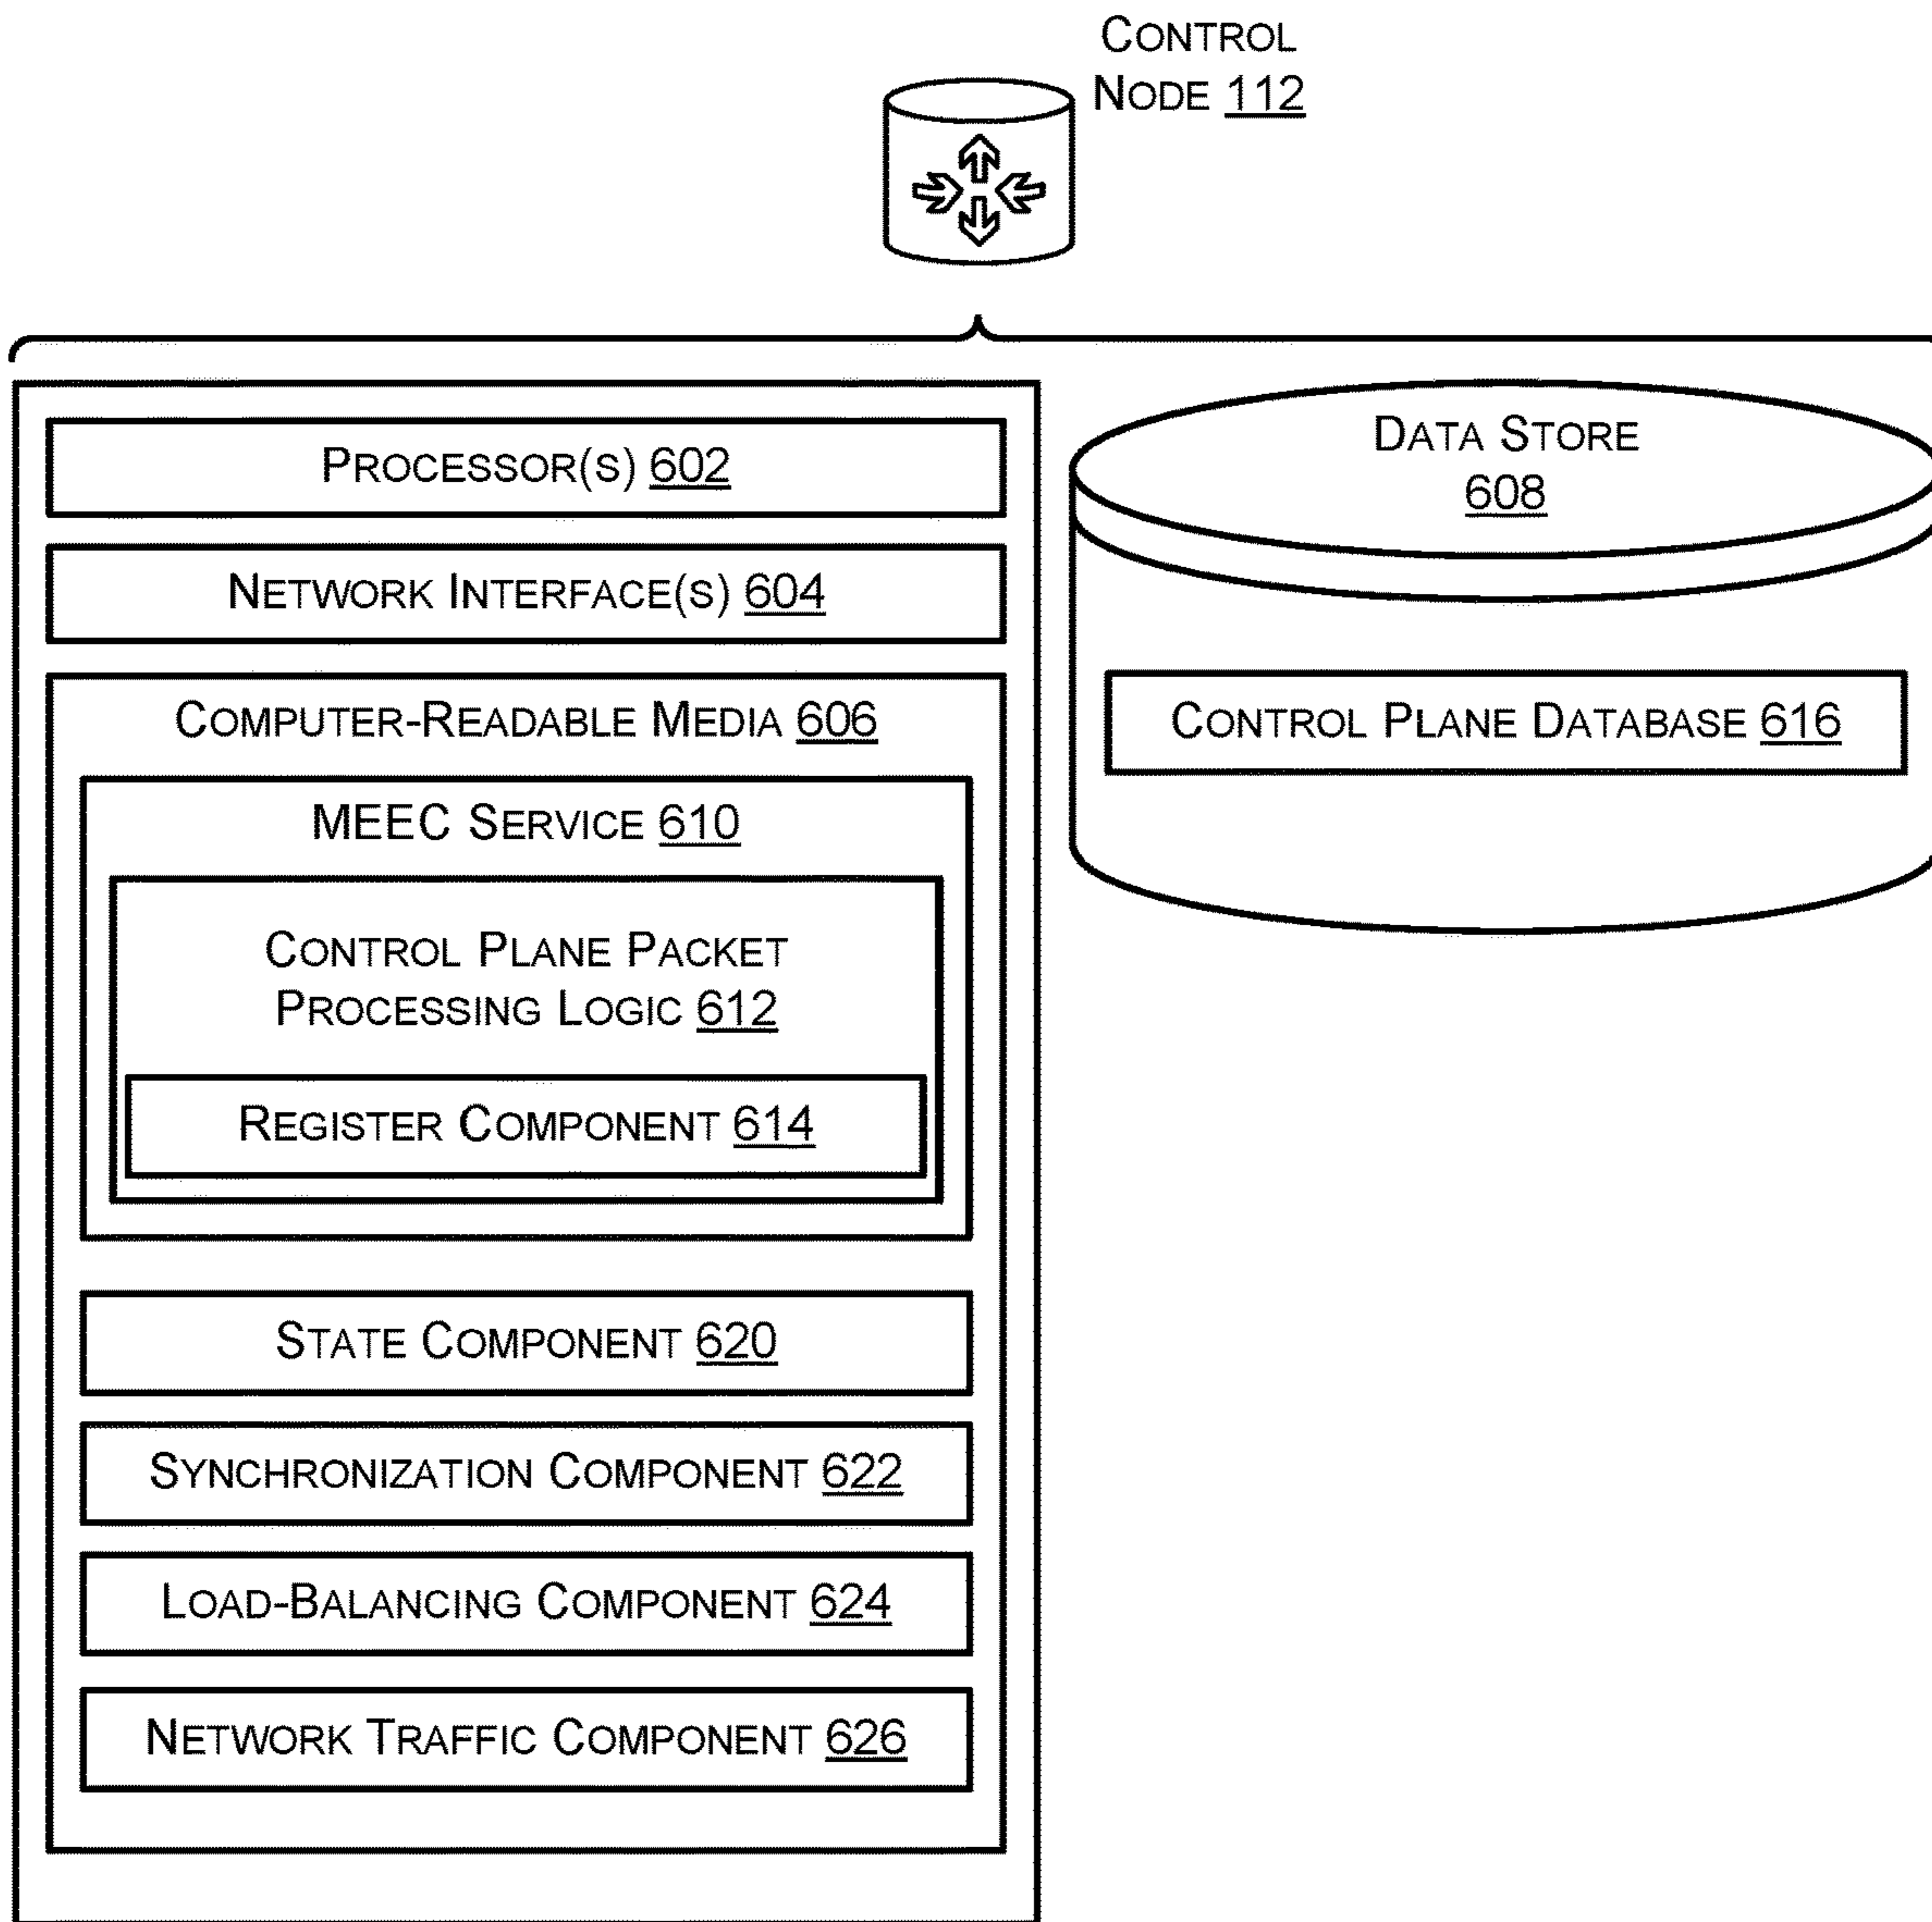 CONTROL
NODE 112
PROCESSOR(S) 602
NETWORK INTERFACE(S) 604
COMPUTER-READABLE MEDIA 606
MEEC SERVICE 610
CONTROL PLANE PACKET
PROCESSING LOGIC 612
REGISTER COMPONENT 614
STATE COMPONENT 620
SYNCHRONIZATION COMPONENT 622
LOAD-BALANCING COMPONENT 624
NETWORK TRAFFIC COMPONENT 626
DATA STORE
608
CONTROL PLANE DATABASE 616